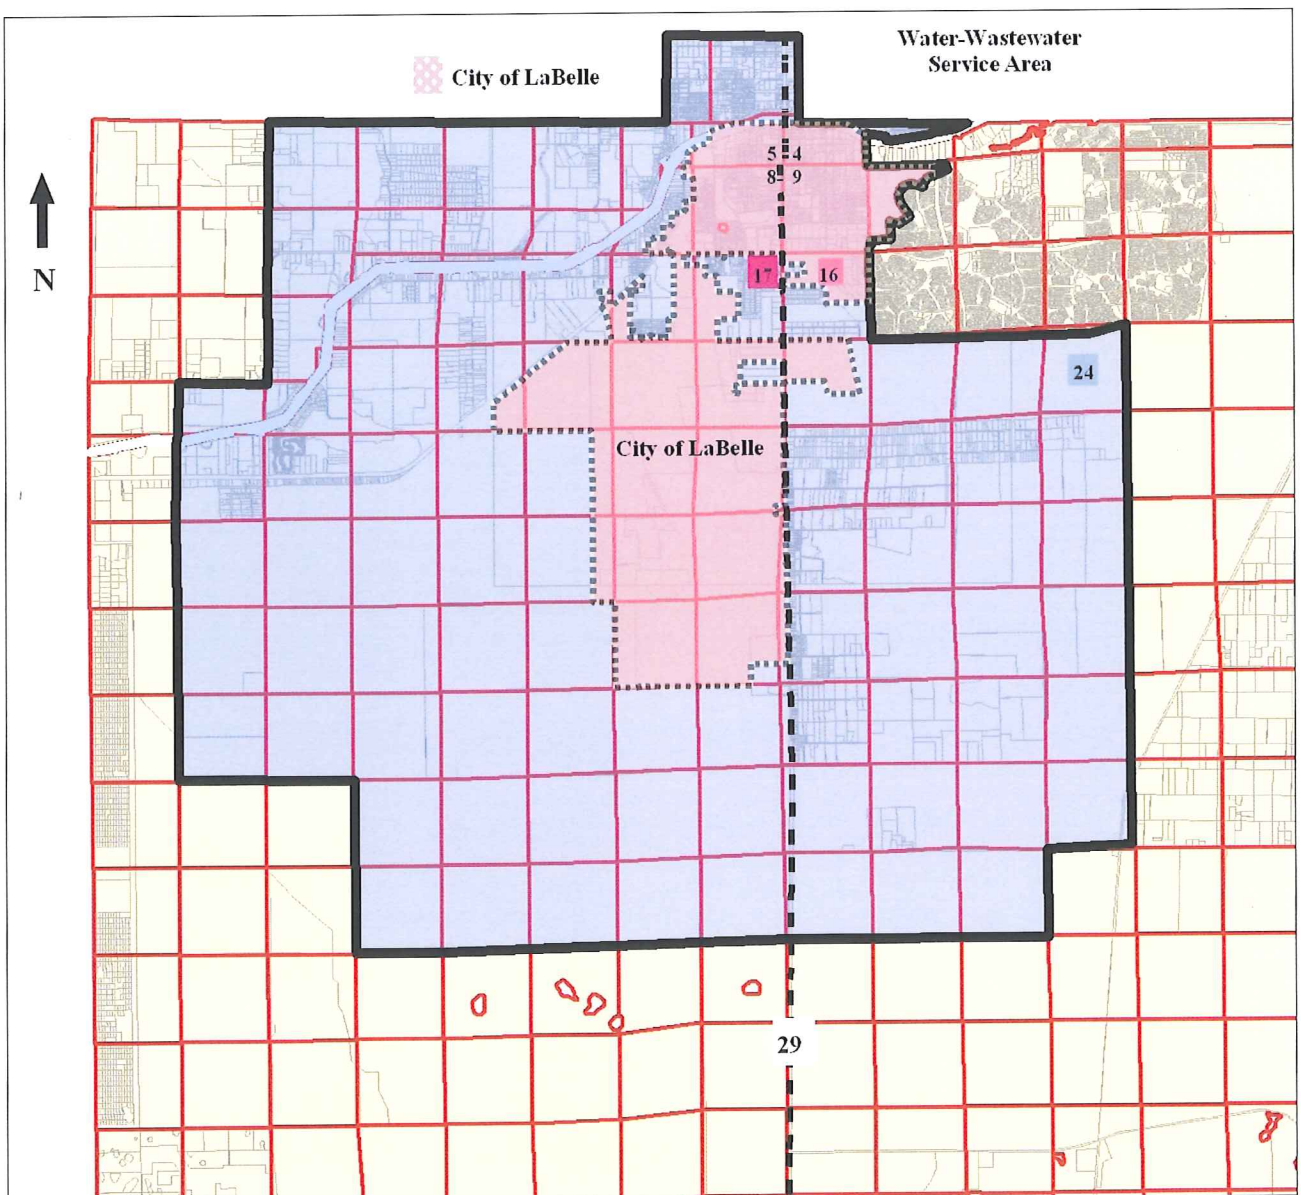 Water-Wastewater
Service Area
City of LaBelle
N
5 4
8 9
17
16
24
City of LaBelle
29